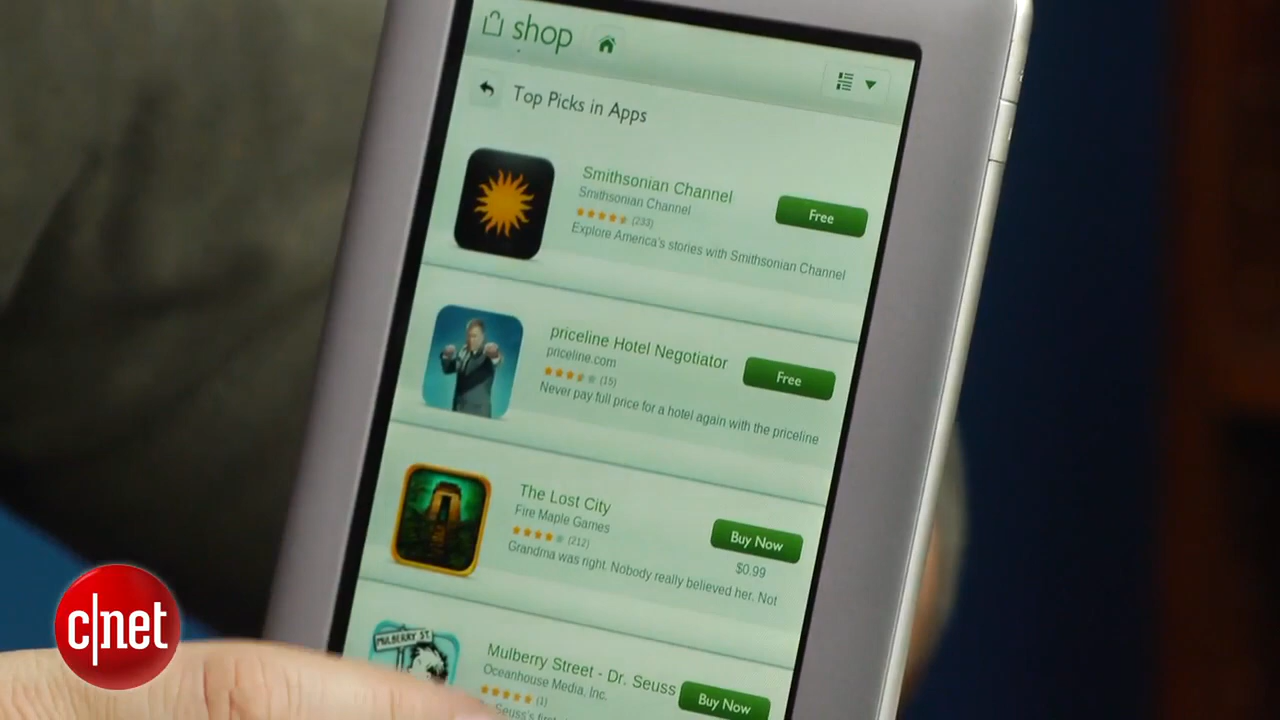 shop
Top Picks in Apps
Smithsonian Channel
Smithsonian Channel
(233)
Explore America's stories with Smithsonian Channel
Free
priceline Hotel Negotiator
priceline.com
(15)
Never pay full price for a hotel again with the priceline
Free
The Lost City
Fire Maple Games
(212)
Grandma was right. Nobody really believed her. Not
Buy Now
$0.99
MULBERRY ST.
Mulberry Street - Dr. Seuss
Oceanhouse Media, Inc.
(1)
Seuss's first
Buy Now
c|net